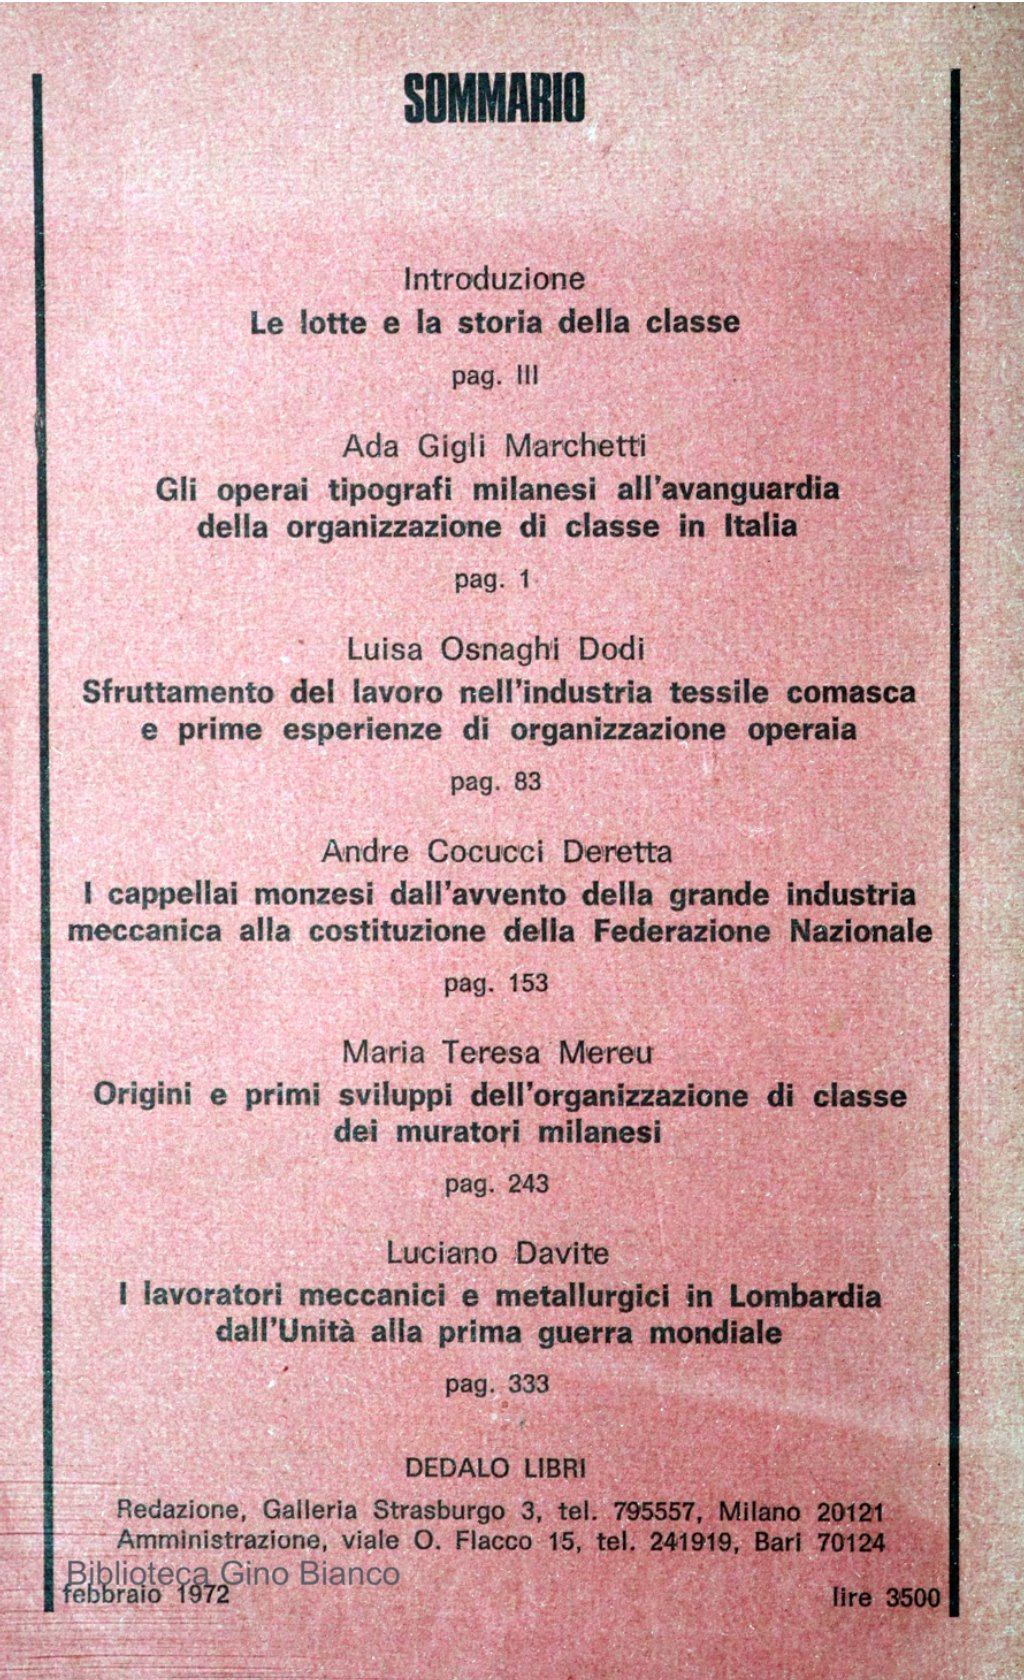 SOMMARIO
Introduzione
Le lotte e la storia della classe
pag. III
Ada Gigli Marchetti
Gli operai tipografi milanesi all'avanguardia
della organizzazione di classe in Italia
pag. 1
Luisa Osnaghi Dodi
Sfruttamento del lavoro nell'industria tessile comasca
e prime esperienze di organizzazione operaia
pag. 83
Andre Cocucci Deretta
I cappellai monzesi dall'avvento della grande industria
meccanica alla costituzione della Federazione Nazionale
pag. 153
Maria Teresa Mereu
Origini e primi sviluppi dell'organizzazione di classe
dei muratori milanesi
pag. 243
Luciano Davite
I lavoratori meccanici e metallurgici in Lombardia
dall'Unità alla prima guerra mondiale
pag. 333
DEDALO LIBRI
Redazione, Galleria Strasburgo 3, tel. 795557, Milano 20121
Amministrazione, viale O. Flacco 15, tel. 241919, Bari 70124
Biblioteca Gino Bianco
febbraio 1972 lire 3500